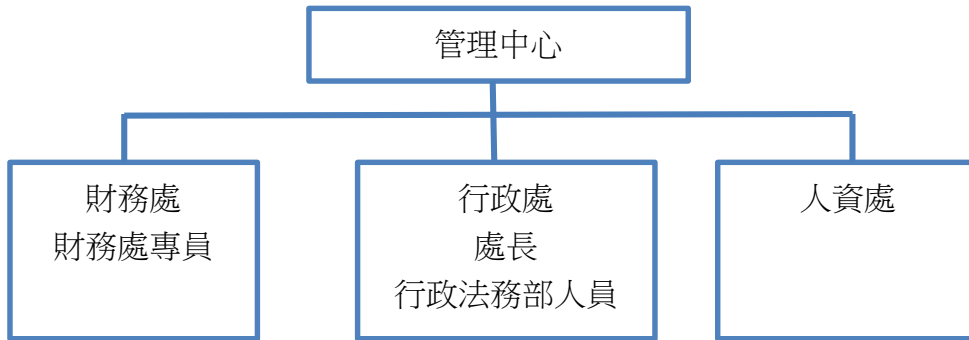 管理中心
財務處
財務處專員
行政處
處長
行政法務部人員
人資處